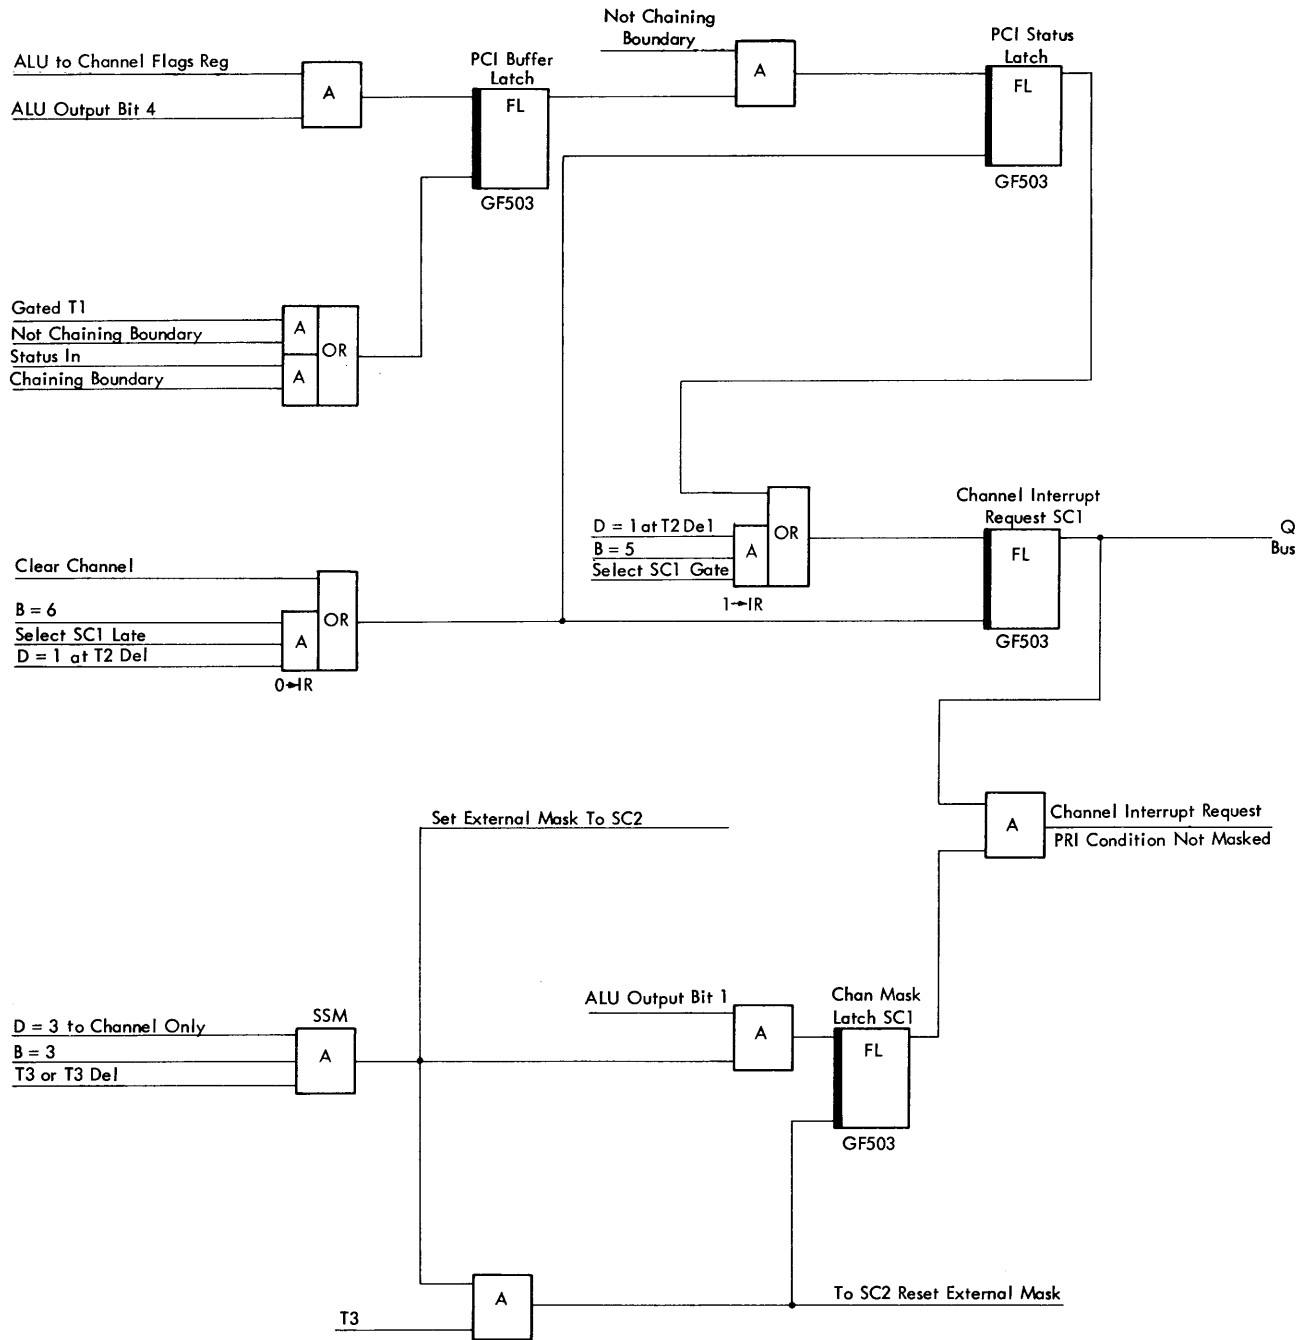 Not Chaining
Boundary
PCI Status
Latch
ALU to Channel Flags Reg
A
ALU Output Bit 4
PCI Buffer
Latch
FL
GF503
A
FL
GF503
Gated T1
Not Chaining Boundary
Status In
Chaining Boundary
A
A
OR
D = 1 at T2 Del
B = 5
Select SC1 Gate
A
OR
1→IR
Channel Interrupt
Request SC1
FL
GF503
Q
Bus
Clear Channel
B = 6
Select SC1 Late
D = 1 at T2 Del
A
OR
0→IR
Set External Mask To SC2
A
Channel Interrupt Request
PRI Condition Not Masked
D = 3 to Channel Only
B = 3
T3 or T3 Del
SSM
A
ALU Output Bit 1
A
Chan Mask
Latch SC1
FL
GF503
T3
A
To SC2 Reset External Mask